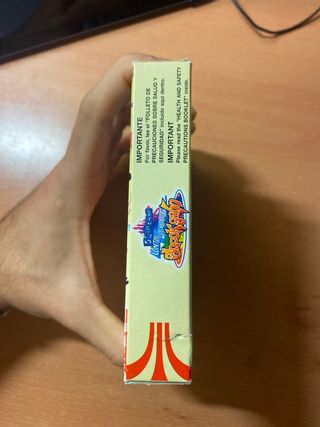 IMPORTANTE
Por favor, lee el "FOLLETO DE
PRECAUCIONES SOBRE SALUD Y
SEGURIDAD" incluido aquí dentro.
IMPORTANT
Please read the "HEALTH AND SAFETY
PRECAUTIONS BOOKLET" inside.